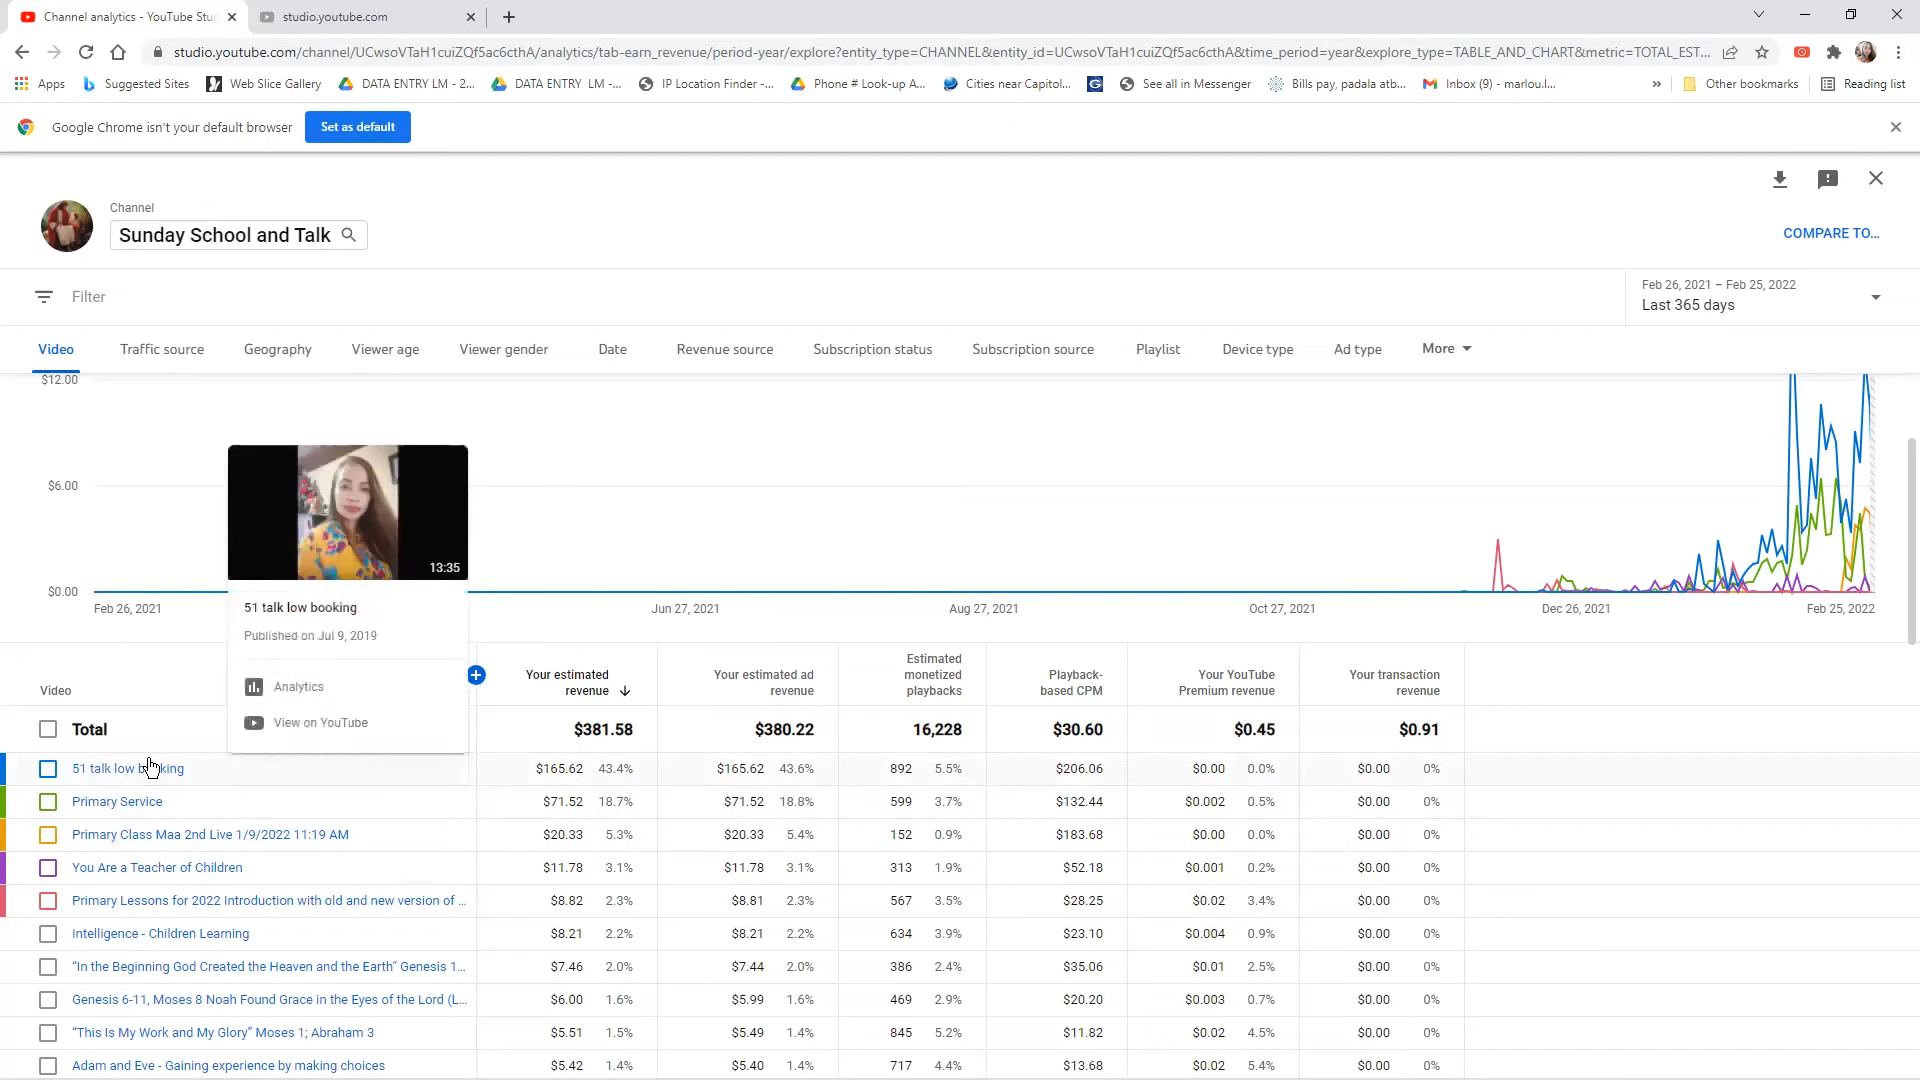 Channel analytics - YouTube Stu
studio.youtube.com
studio.youtube.com/channel/UCwsoVTaH1cuiZQf5ac6cthA/analytics/tab-earn_revenue/period-year/explore?entity_type=CHANNEL&entity_id=UCwsoVTaH1cuiZQf5ac6cthA&time_period=year&explore_type=TABLE_AND_CHART&metric=TOTAL_EST...
Apps Suggested Sites Web Slice Gallery DATA ENTRY LM - 2... DATA ENTRY LM -... IP Location Finder -... Phone # Look-up A... Cities near Capitol... See all in Messenger Bills pay, padala atb... Inbox (9) - marlou.l... » Other bookmarks Reading list
Google Chrome isn't your default browser Set as default
Channel
Sunday School and Talk
COMPARE TO...
Filter
Feb 26, 2021 – Feb 25, 2022
Last 365 days
Video Traffic source Geography Viewer age Viewer gender Date Revenue source Subscription status Subscription source Playlist Device type Ad type More
$12.00
$6.00
$0.00
Feb 26, 2021 Jun 27, 2021 Aug 27, 2021 Oct 27, 2021 Dec 26, 2021 Feb 25, 2022
13:35
51 talk low booking
Published on Jul 9, 2019
Analytics
View on YouTube
Video Your estimated revenue Your estimated ad revenue Estimated monetized playbacks Playback-based CPM Your YouTube Premium revenue Your transaction revenue
Total $381.58 $380.22 16,228 $30.60 $0.45 $0.91
51 talk low booking $165.62 43.4% $165.62 43.6% 892 5.5% $206.06 $0.00 0.0% $0.00 0%
Primary Service $71.52 18.7% $71.52 18.8% 599 3.7% $132.44 $0.002 0.5% $0.00 0%
Primary Class Maa 2nd Live 1/9/2022 11:19 AM $20.33 5.3% $20.33 5.4% 152 0.9% $183.68 $0.00 0.0% $0.00 0%
You Are a Teacher of Children $11.78 3.1% $11.78 3.1% 313 1.9% $52.18 $0.001 0.2% $0.00 0%
Primary Lessons for 2022 Introduction with old and new version of ... $8.82 2.3% $8.81 2.3% 567 3.5% $28.25 $0.02 3.4% $0.00 0%
Intelligence - Children Learning $8.21 2.2% $8.21 2.2% 634 3.9% $23.10 $0.004 0.9% $0.00 0%
“In the Beginning God Created the Heaven and the Earth” Genesis 1... $7.46 2.0% $7.44 2.0% 386 2.4% $35.06 $0.01 2.5% $0.00 0%
Genesis 6-11, Moses 8 Noah Found Grace in the Eyes of the Lord (L... $6.00 1.6% $5.99 1.6% 469 2.9% $20.20 $0.003 0.7% $0.00 0%
“This Is My Work and My Glory” Moses 1; Abraham 3 $5.51 1.5% $5.49 1.4% 845 5.2% $11.82 $0.02 4.5% $0.00 0%
Adam and Eve - Gaining experience by making choices $5.42 1.4% $5.40 1.4% 717 4.4% $13.68 $0.02 5.4% $0.00 0%